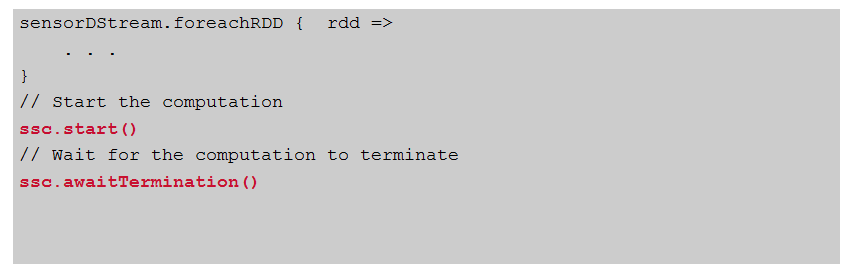 sensorDStream.foreachRDD {  rdd =>
    . . .
}
// Start the computation
ssc.start()
// Wait for the computation to terminate
ssc.awaitTermination()